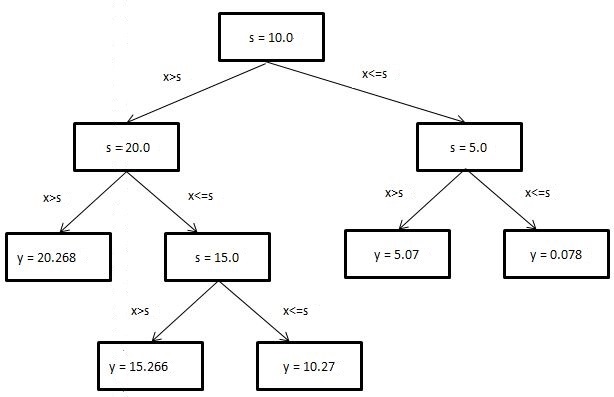 s = 10.0
x>s
x<=s
s = 20.0
s = 5.0
x>s
x<=s
x>s
x<=s
y = 20.268
s = 15.0
y = 5.07
y = 0.078
x>s
x<=s
y = 15.266
y = 10.27